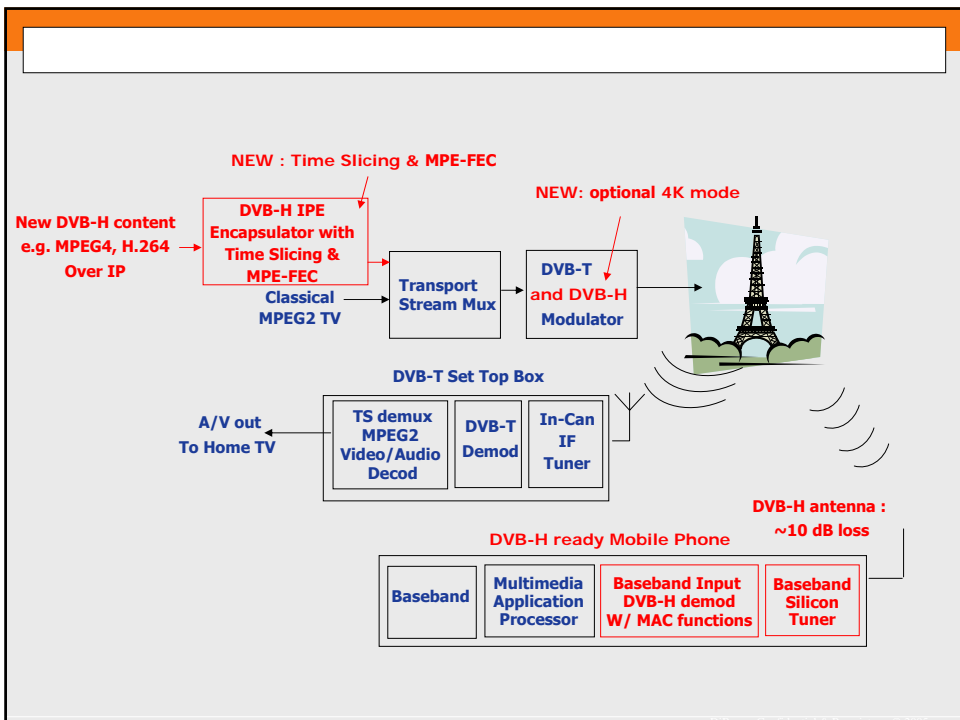 NEW : Time Slicing & MPE-FEC
NEW: optional 4K mode
New DVB-H content
e.g. MPEG4, H.264
Over IP
DVB-H IPE
Encapsulator with
Time Slicing &
MPE-FEC
Classical
MPEG2 TV
Transport
Stream Mux
DVB-T
and DVB-H
Modulator
DVB-T Set Top Box
A/V out
To Home TV
TS demux
MPEG2
Video/Audio
Decod
DVB-T
Demod
In-Can
IF
Tuner
DVB-H antenna :
~10 dB loss
DVB-H ready Mobile Phone
Baseband
Multimedia
Application
Processor
Baseband Input
DVB-H demod
W/ MAC functions
Baseband
Silicon
Tuner